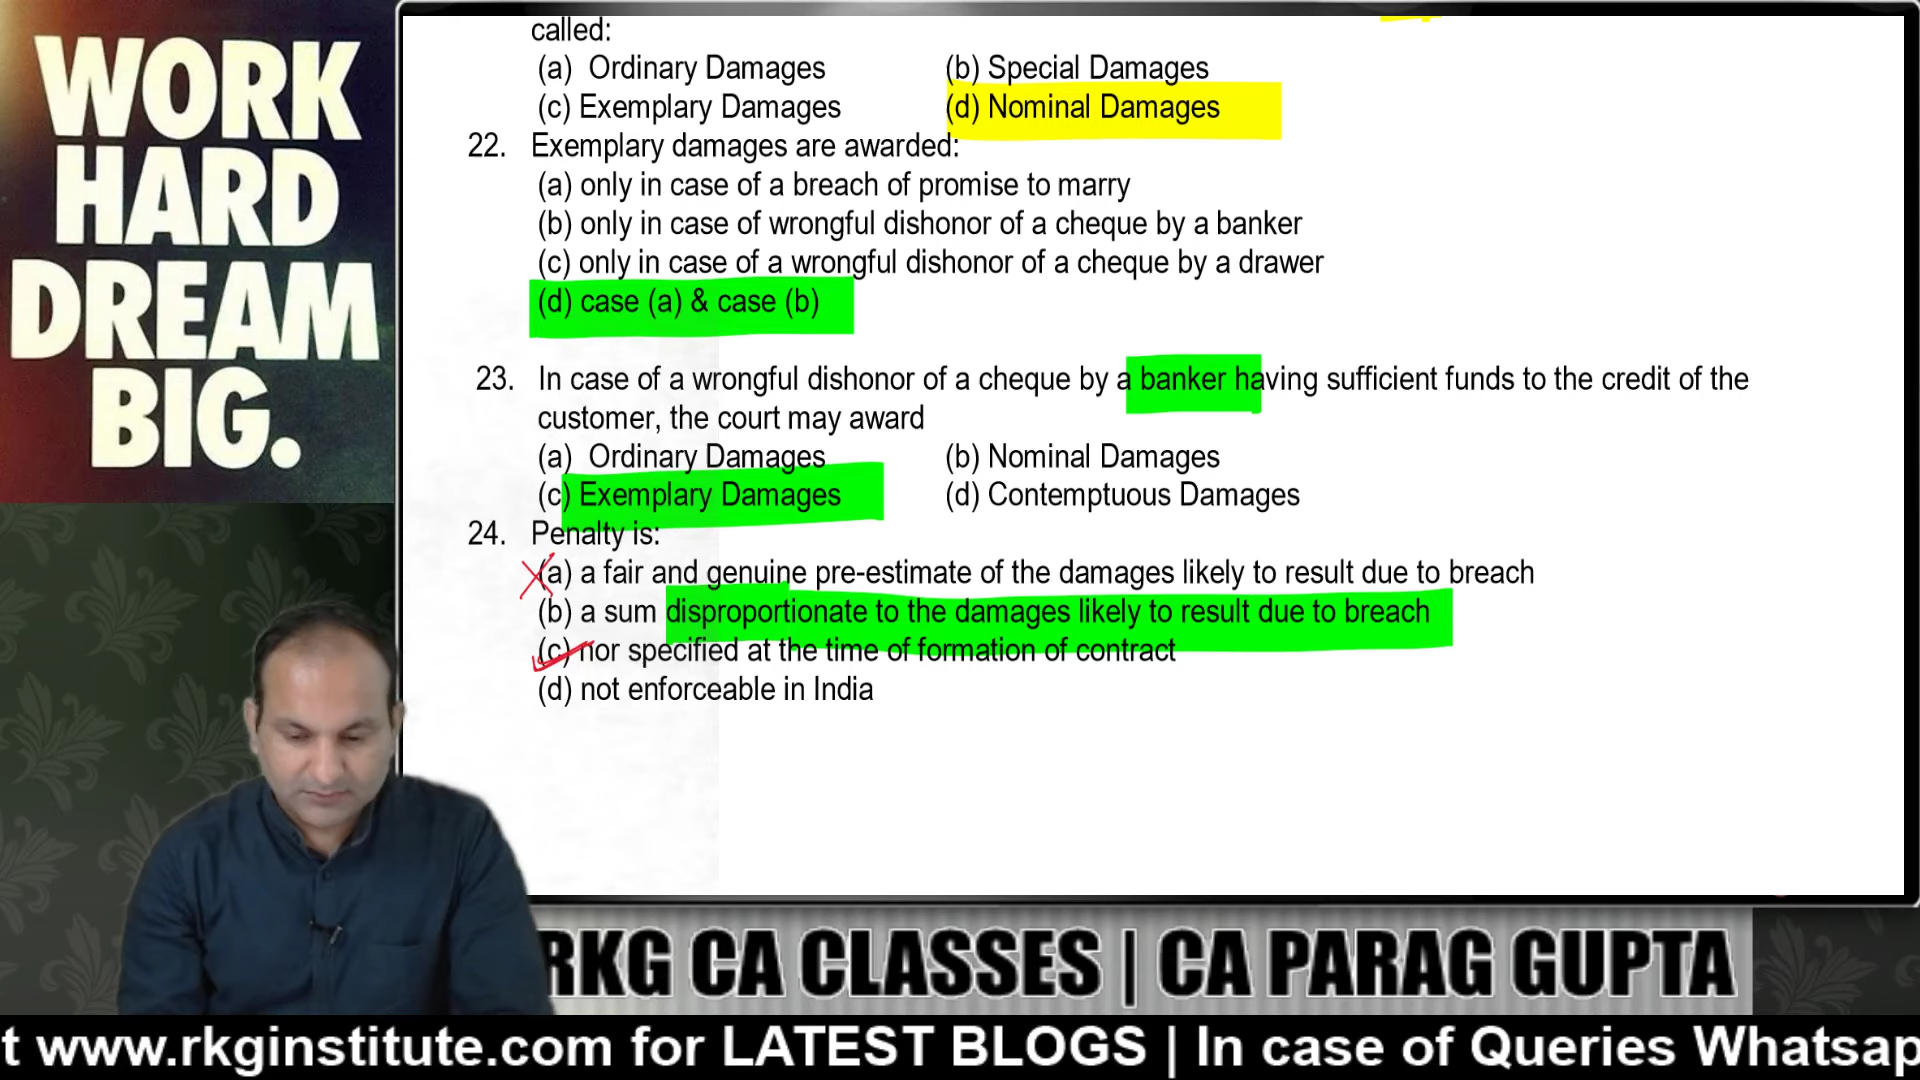 WORK
HARD
DREAM
BIG.
called:
(a) Ordinary Damages (b) Special Damages
(c) Exemplary Damages (d) Nominal Damages
22. Exemplary damages are awarded:
(a) only in case of a breach of promise to marry
(b) only in case of wrongful dishonor of a cheque by a banker
(c) only in case of a wrongful dishonor of a cheque by a drawer
(d) case (a) & case (b)
23. In case of a wrongful dishonor of a cheque by a banker having sufficient funds to the credit of the
customer, the court may award
(a) Ordinary Damages (b) Nominal Damages
(c) Exemplary Damages (d) Contemptuous Damages
24. Penalty is:
(a) a fair and genuine pre-estimate of the damages likely to result due to breach
(b) a sum disproportionate to the damages likely to result due to breach
(c) nor specified at the time of formation of contract
(d) not enforceable in India
RKG CA CLASSES | CA PARAG GUPTA
t www.rkginstitute.com for LATEST BLOGS | In case of Queries Whatsap